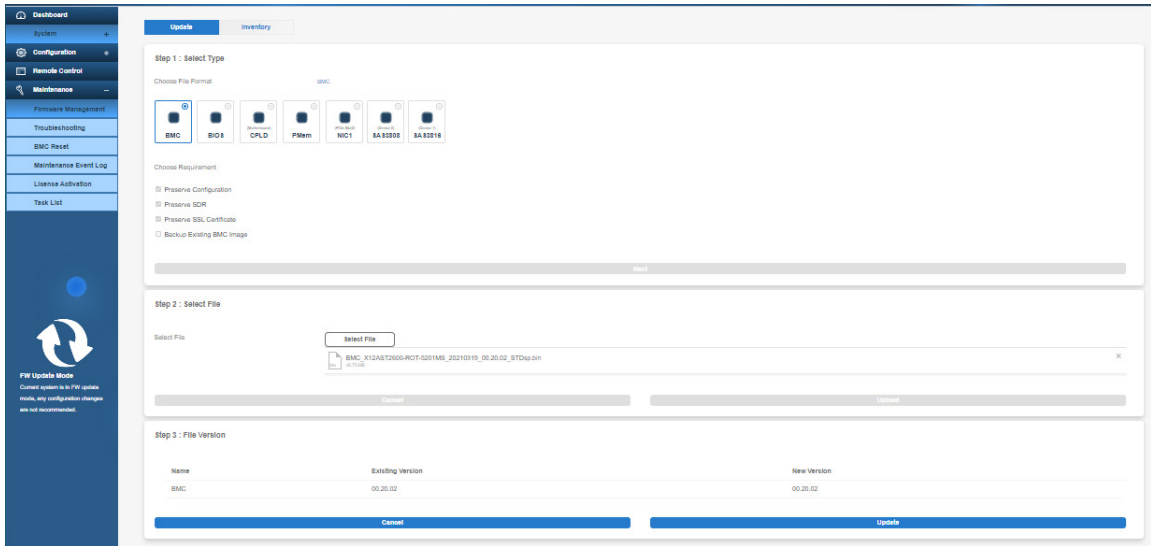 Dashboard
System +
Configuration +
Remote Control
Maintenance –
Firmware Management
Troubleshooting
BMC Reset
Maintenance Event Log
License Activation
Task List
FW Update Mode
Current system is in FW update
mode, any configuration changes
are not recommended.
Update Inventory
Step 1 : Select Type
Choose File Format BMC
BMC BIOS CPLD PMem NIC1 SAS3808 SAS3816
Choose Requirement
Preserve Configuration
Preserve SDR
Preserve SSL Certificate
Backup Existing BMC Image
Next
Step 2 : Select File
Select File Select File
BMC_X12AST2600-ROT-5201MS_20210319_00.20.02_STDsp.bin ×
Cancel Upload
Step 3 : File Version
Name Existing Version New Version
BMC 00.20.02 00.20.02
Cancel Update